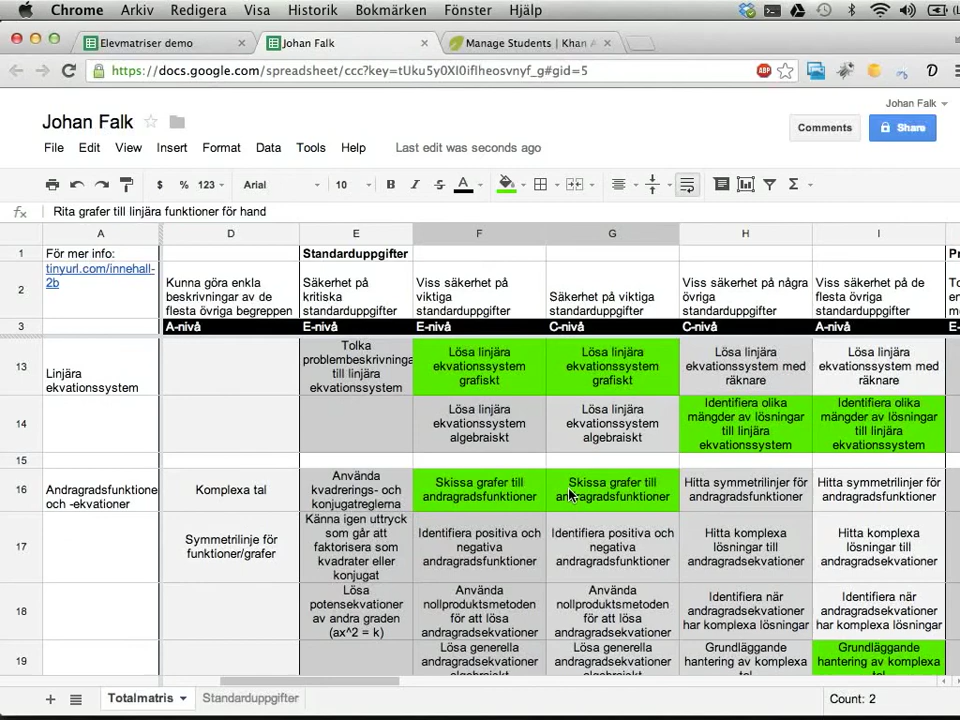 Chrome Arkiv Redigera Visa Historik Bokmärken Fönster Hjälp
Elevmatriser demo
Johan Falk
Manage Students | Khan A
https://docs.google.com/spreadsheet/ccc?key=tUku5y0XI0ifIheosvnyf_g#gid=5
Johan Falk
Johan Falk
Comments
Share
File Edit View Insert Format Data Tools Help Last edit was seconds ago
$ % 123 Arial 10 B I S A
fx Rita grafer till linjära funktioner för hand
A D E F G H I
1
För mer info:
Standarduppgifter
Pr
2
tinyurl.com/innehall-
2b
Kunna göra enkla
beskrivningar av de
flesta övriga begreppen
Säkerhet på
kritiska
standarduppgifter
Viss säkerhet på
viktiga
standarduppgifter
Säkerhet på viktiga
standarduppgifter
Viss säkerhet på några
övriga
standarduppgifter
Viss säkerhet på de
flesta övriga
standarduppgifter
3
A-nivå
E-nivå
E-nivå
C-nivå
C-nivå
A-nivå
13
Linjära
ekvationssystem
Tolka
problembeskrivninga
till linjära
ekvationssystem
Lösa linjära
ekvationssystem
grafiskt
Lösa linjära
ekvationssystem
grafiskt
Lösa linjära
ekvationssystem med
räknare
Lösa linjära
ekvationssystem med
räknare
14
Lösa linjära
ekvationssystem
algebraiskt
Lösa linjära
ekvationssystem
algebraiskt
Identifiera olika
mängder av lösningar
till linjära
ekvationssystem
Identifiera olika
mängder av lösningar
till linjära
ekvationssystem
15
16
Andragradsfunktione
och -ekvationer
Komplexa tal
Använda
kvadrerings- och
konjugatreglerna
Skissa grafer till
andragradsfunktioner
Skissa grafer till
andragradsfunktioner
Hitta symmetrilinjer för
andragradsfunktioner
Hitta symmetrilinjer för
andragradsfunktioner
17
Symmetrilinje för
funktioner/grafer
Känna igen uttryck
som går att
faktorisera som
kvadrater eller
konjugat
Identifiera positiva och
negativa
andragradsfunktioner
Identifiera positiva och
negativa
andragradsfunktioner
Hitta komplexa
lösningar till
andragradsekvationer
Hitta komplexa
lösningar till
andragradsekvationer
18
Lösa
potensekvationer
av andra graden
(ax^2 = k)
Använda
nollproduktsmetoden
för att lösa
andragradsekvationer
Använda
nollproduktsmetoden
för att lösa
andragradsekvationer
Identifiera när
andragradsekvationer
har komplexa lösningar
Identifiera när
andragradsekvationer
har komplexa lösningar
19
Lösa generella
andragradsekvationer
Lösa generella
andragradsekvationer
Grundläggande
hantering av komplexa
tal
Grundläggande
hantering av komplexa
tal
Totalmatris
Standarduppgifter
Count: 2